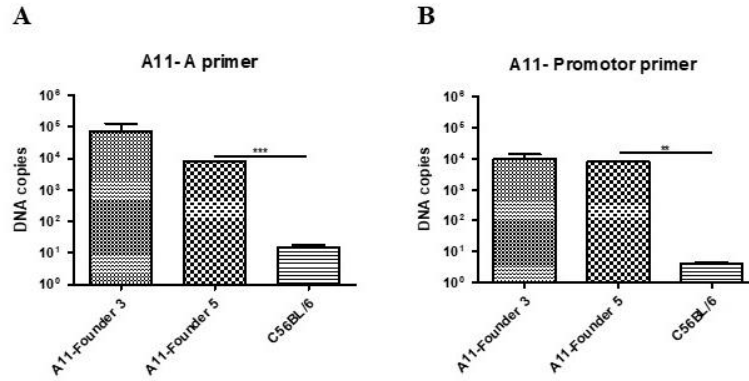 A
A11- A primer
DNA copies
10⁶
10⁵
10⁴
10³
10²
10¹
10⁰
***
A11-Founder 3
A11-Founder 5
C56BL/6
B
A11- Promotor primer
DNA copies
10⁶
10⁵
10⁴
10³
10²
10¹
10⁰
**
A11-Founder 3
A11-Founder 5
C56BL/6